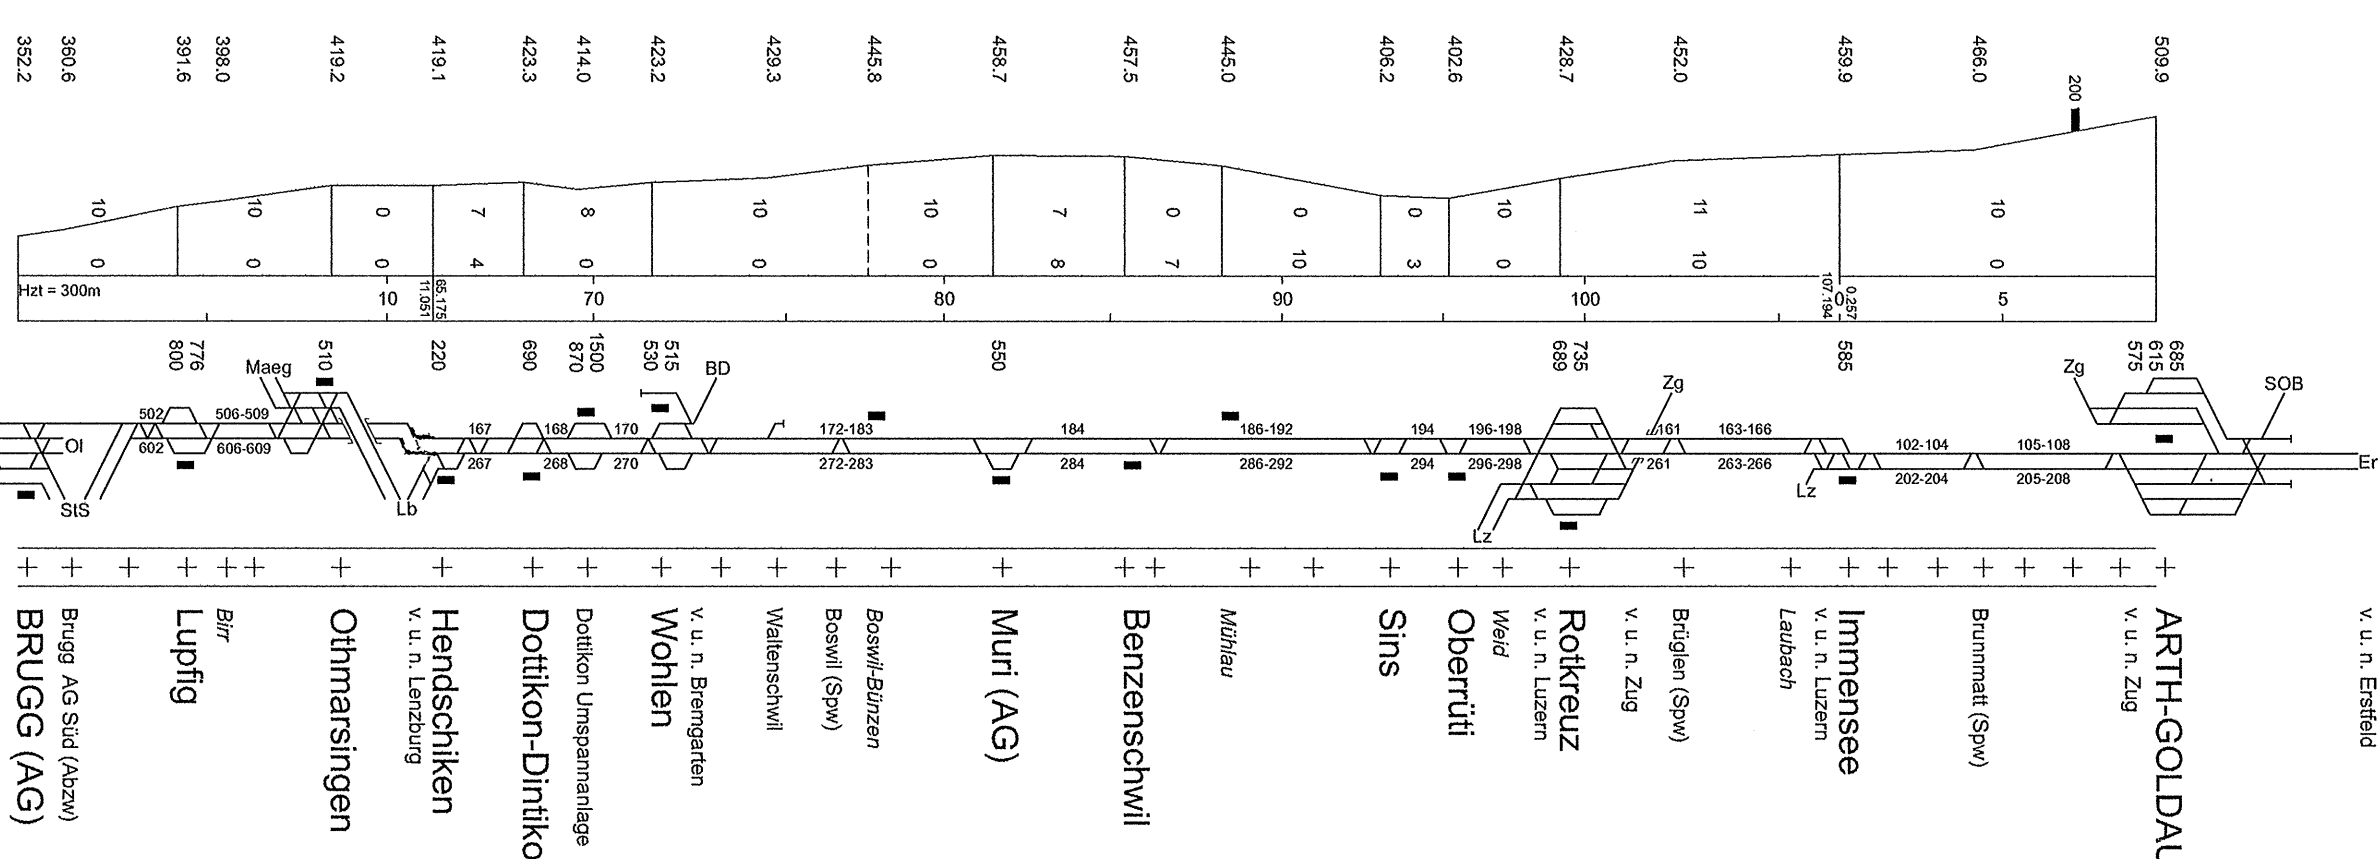 352.2 360.6 391.6 398.0 419.2 419.1 423.3 414.0 423.2 429.3 445.8 458.7 457.5 445.0 406.2 402.6 428.7 452.0 459.9 466.0 509.9
200
10 10 0 7 8 10 10 7 0 0 0 10 11 10
0 0 0 4 0 0 0 8 7 10 3 0 10 0
Hzt = 300m
10 11.051 65.175 70 80 90 100 107.194 0 0.257 5
800 776 510 220 690 870 1500 530 515 550 689 735 585 575 615 685
Maeg BD Zg Zg SOB
502 506-509 167 168 170 172-183 184 186-192 194 196-198 161 163-166 102-104 105-108
602 606-609 267 268 270 272-283 284 286-292 294 296-298 261 263-266 202-204 205-208
Ol StS Lb Lz Lz Er
BRUGG (AG)
Brugg AG Süd (Abzw)
Lupfig
Birr
Othmarsingen
v. u. n. Lenzburg
Hendschiken
Dottikon-Dintiko
Dottikon Umspannanlage
Wohlen
v. u. n. Bremgarten
Waltenschwil
Boswil (Spw)
Boswil-Bünzen
Muri (AG)
Benzenschwil
Mühlau
Sins
Oberrüti
Weid
v. u. n. Luzern
Rotkreuz
v. u. n. Zug
Brüglen (Spw)
Laubach
v. u. n. Luzern
Immensee
Brunnmatt (Spw)
v. u. n. Zug
ARTH-GOLDAU
v. u. n. Erstfeld